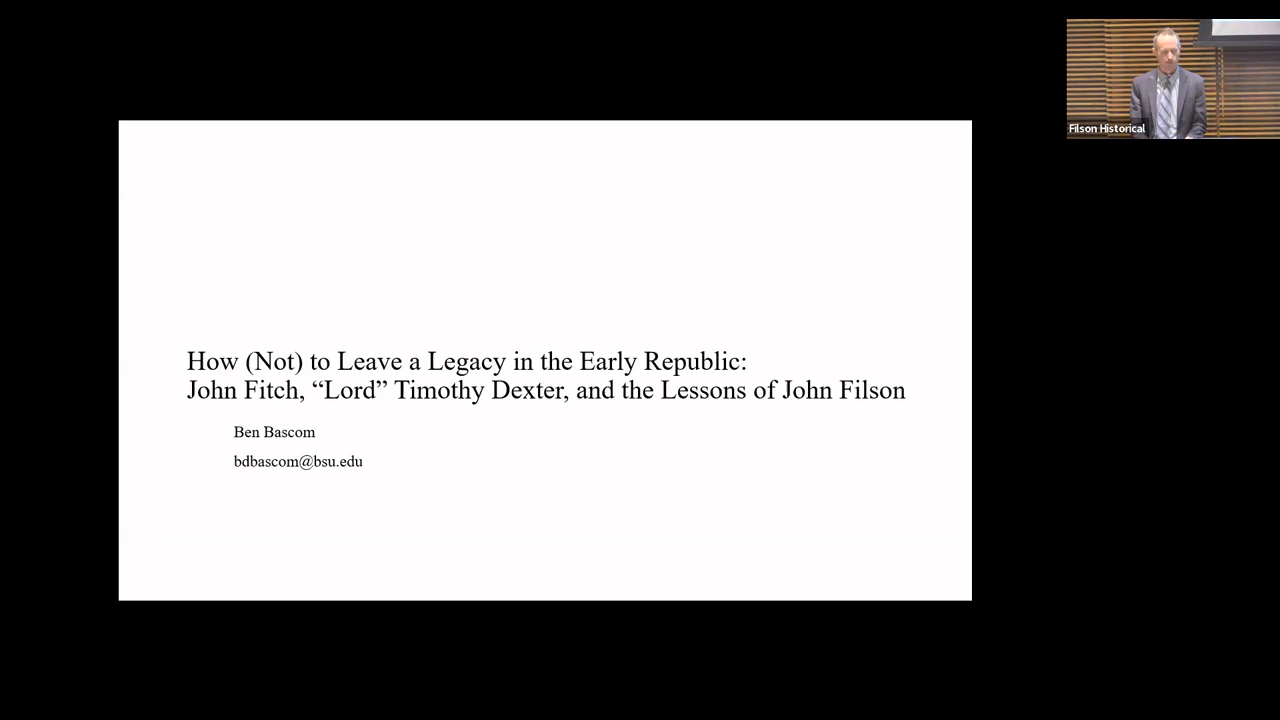 How (Not) to Leave a Legacy in the Early Republic:
John Fitch, “Lord” Timothy Dexter, and the Lessons of John Filson
Ben Bascom
bdbascom@bsu.edu
Filson Historical